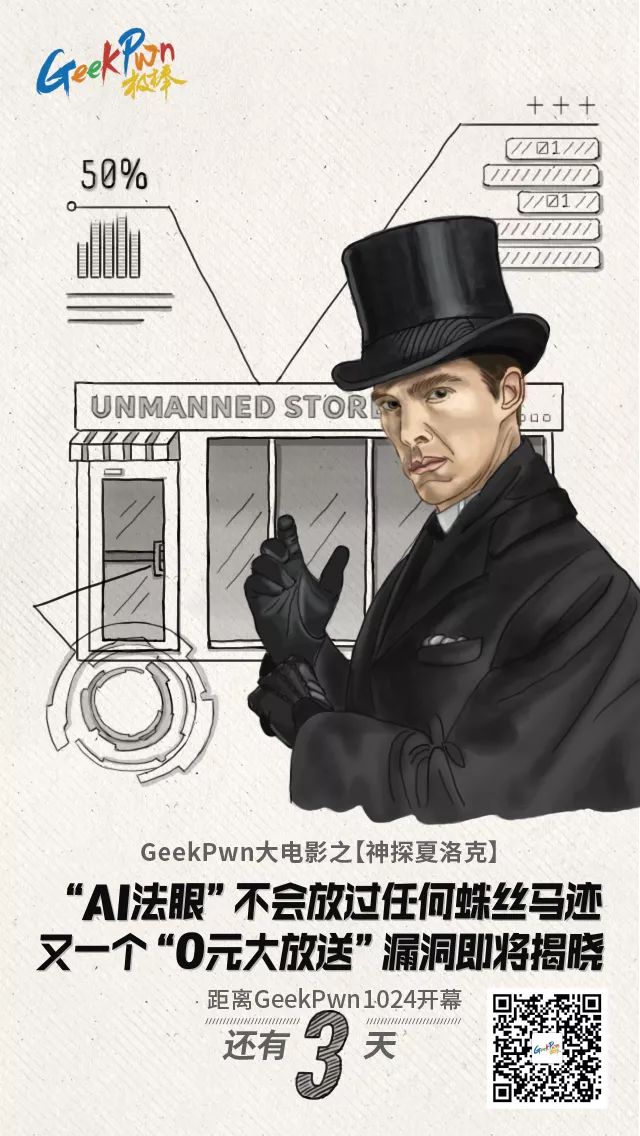 GeekPwn
极棒
+ + +
50%
// 01 ///
// 01 //
UNMANNED STORE
GeekPwn大电影之【神探夏洛克】
“AI法眼”不会放过任何蛛丝马迹
又一个“0元大放送”漏洞即将揭晓
距离GeekPwn1024开幕
还有3天